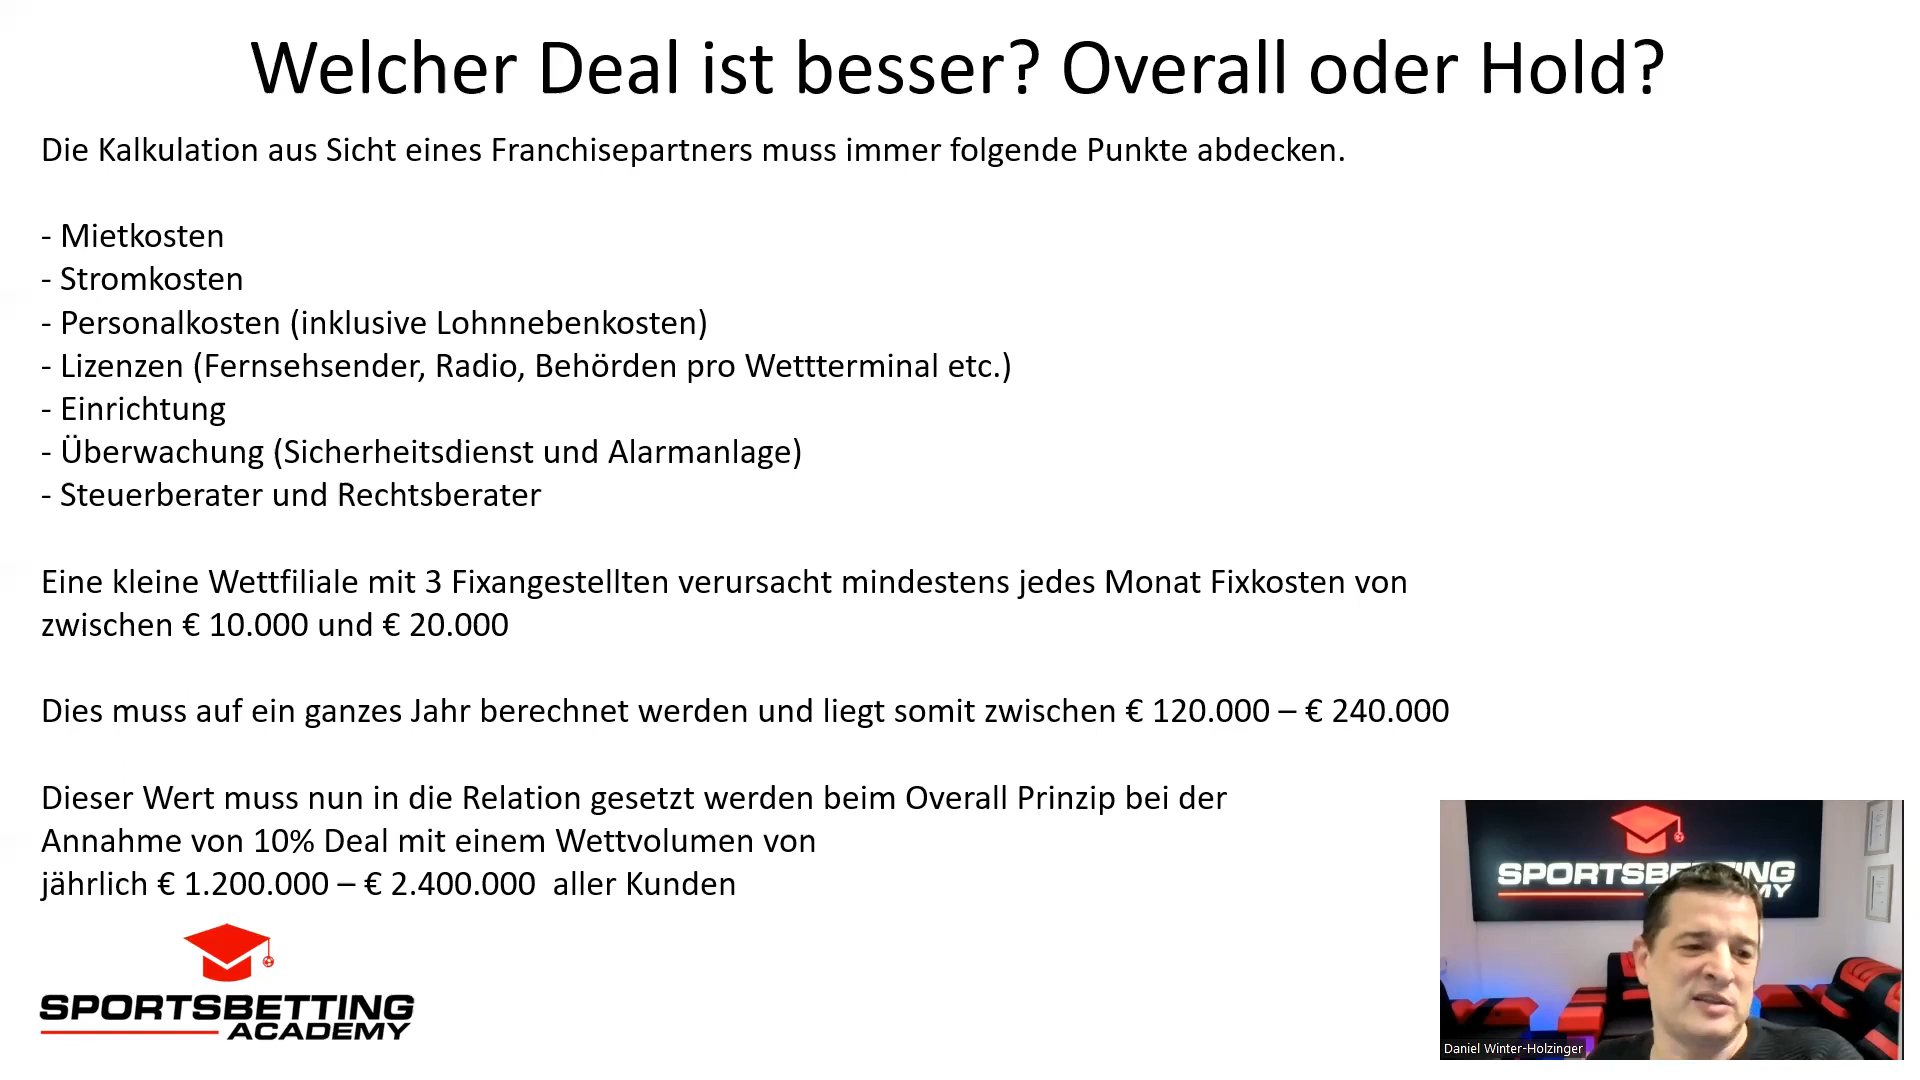 Welcher Deal ist besser? Overall oder Hold?
Die Kalkulation aus Sicht eines Franchisepartners muss immer folgende Punkte abdecken.
- Mietkosten
- Stromkosten
- Personalkosten (inklusive Lohnnebenkosten)
- Lizenzen (Fernsehsender, Radio, Behörden pro Wettterminal etc.)
- Einrichtung
- Überwachung (Sicherheitsdienst und Alarmanlage)
- Steuerberater und Rechtsberater
Eine kleine Wettfiliale mit 3 Fixangestellten verursacht mindestens jedes Monat Fixkosten von
zwischen € 10.000 und € 20.000
Dies muss auf ein ganzes Jahr berechnet werden und liegt somit zwischen € 120.000 – € 240.000
Dieser Wert muss nun in die Relation gesetzt werden beim Overall Prinzip bei der
Annahme von 10% Deal mit einem Wettvolumen von
jährlich € 1.200.000 – € 2.400.000 aller Kunden
SPORTSBETTING
ACADEMY
Daniel Winter-Holzinger